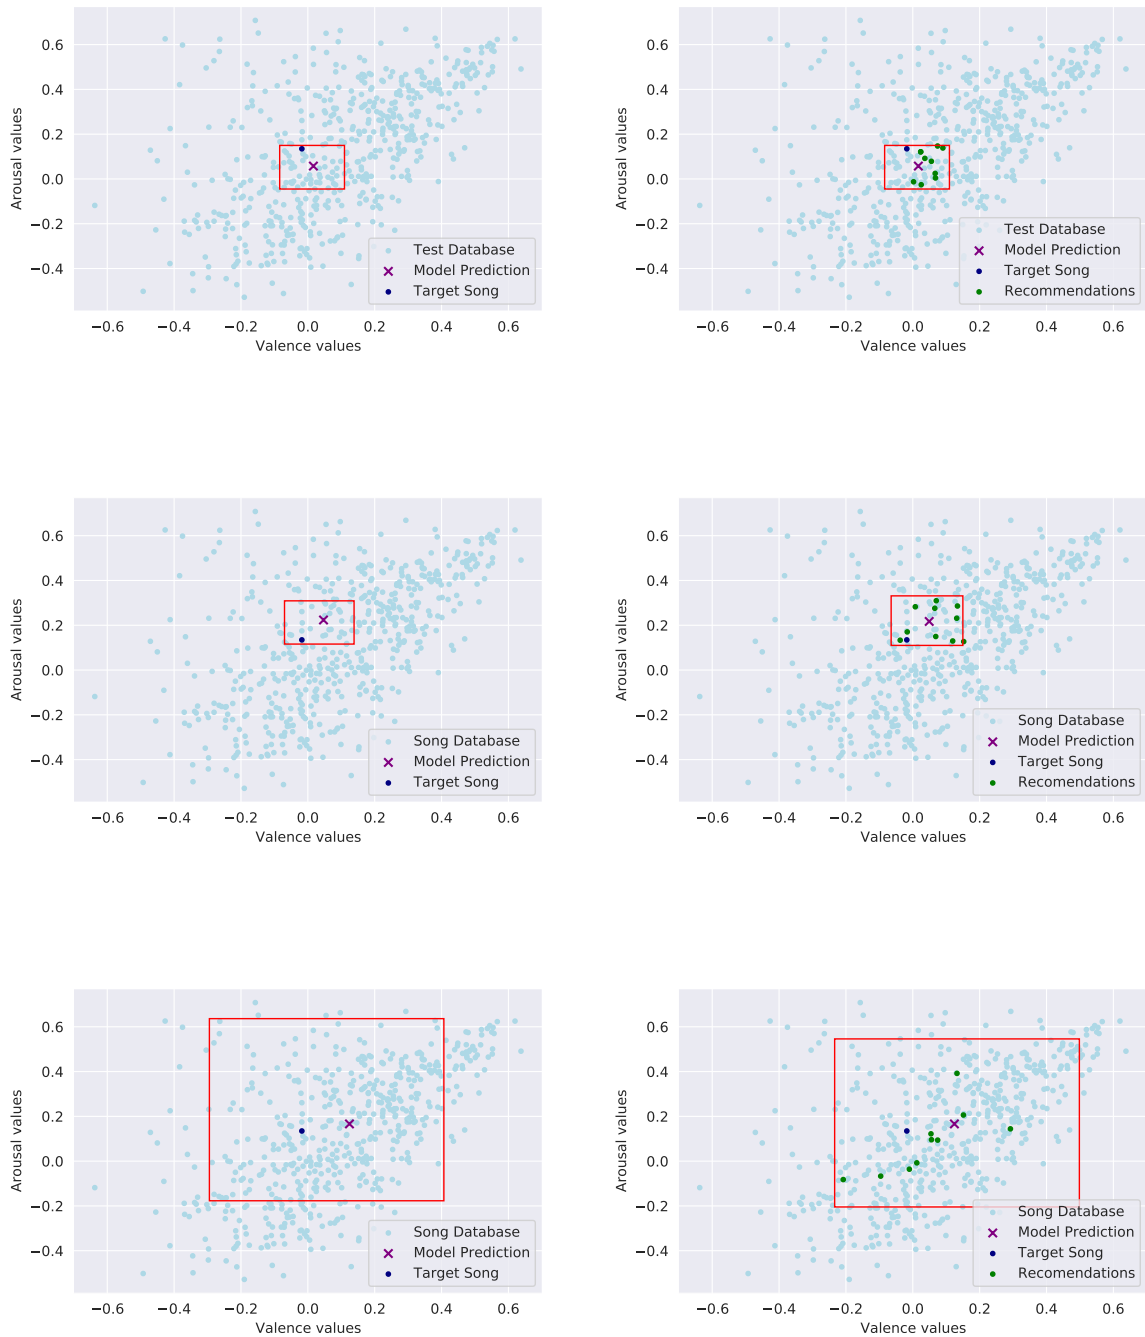 0.6
0.4
0.2
0.0
−0.2
−0.4
Arousal values
Test Database
Model Prediction
Target Song
−0.6 −0.4 −0.2 0.0 0.2 0.4 0.6
Valence values
0.6
0.4
0.2
0.0
−0.2
−0.4
Arousal values
Test Database
Model Prediction
Target Song
Recommendations
−0.6 −0.4 −0.2 0.0 0.2 0.4 0.6
Valence values
0.6
0.4
0.2
0.0
−0.2
−0.4
Arousal values
Song Database
Model Prediction
Target Song
−0.6 −0.4 −0.2 0.0 0.2 0.4 0.6
Valence values
0.6
0.4
0.2
0.0
−0.2
−0.4
Arousal values
Song Database
Model Prediction
Target Song
Recomendations
−0.6 −0.4 −0.2 0.0 0.2 0.4 0.6
Valence values
0.6
0.4
0.2
0.0
−0.2
−0.4
Arousal values
Song Database
Model Prediction
Target Song
−0.6 −0.4 −0.2 0.0 0.2 0.4 0.6
Valence values
0.6
0.4
0.2
0.0
−0.2
−0.4
Arousal values
Song Database
Model Prediction
Target Song
Recomendations
−0.6 −0.4 −0.2 0.0 0.2 0.4 0.6
Valence values